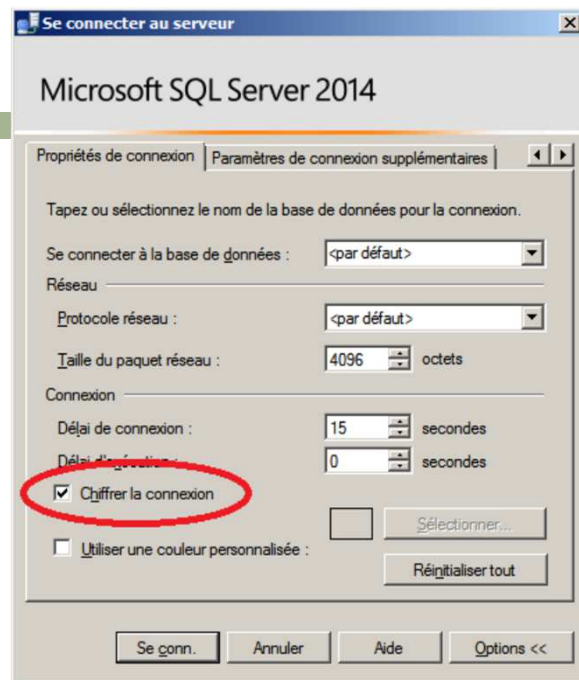 Se connecter au serveur
Microsoft SQL Server 2014
Propriétés de connexion Paramètres de connexion supplémentaires
Tapez ou sélectionnez le nom de la base de données pour la connexion.
Se connecter à la base de données : <par défaut>
Réseau
Protocole réseau : <par défaut>
Taille du paquet réseau : 4096 octets
Connexion
Délai de connexion : 15 secondes
Délai d'exécution : 0 secondes
Chiffrer la connexion
Sélectionner...
Utiliser une couleur personnalisée :
Réinitialiser tout
Se conn. Annuler Aide Options <<